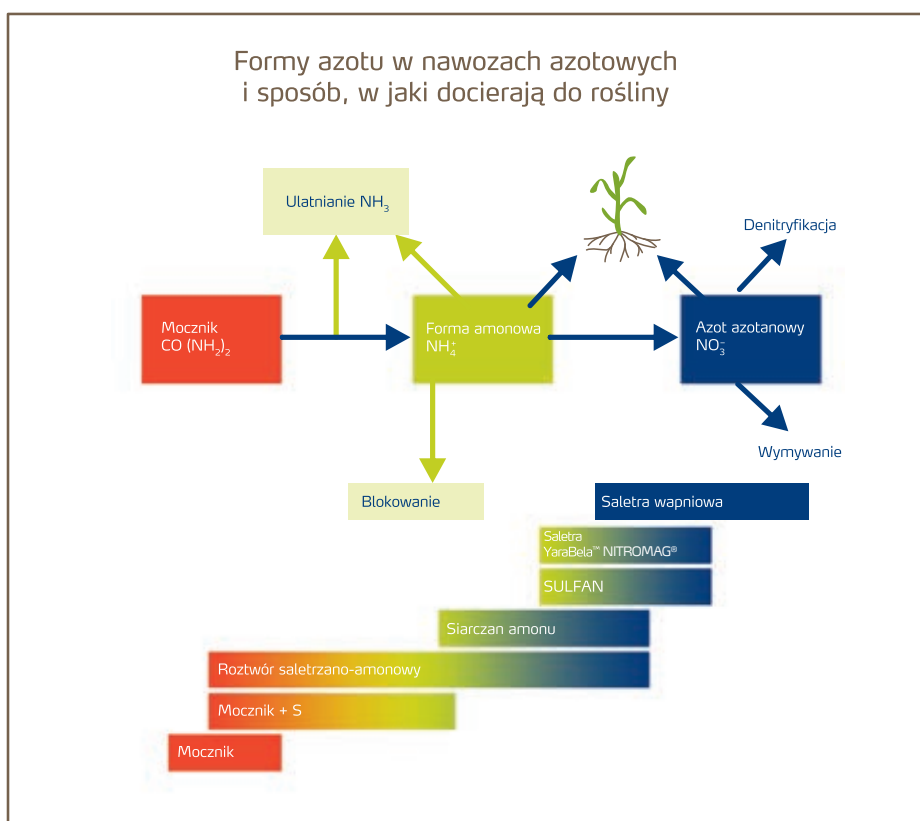 Formy azotu w nawozach azotowych
i sposób, w jaki docierają do rośliny
Ulatnianie NH₃
Denitryfikacja
Mocznik
CO (NH₂)₂
Forma amonowa
NH₄⁺
Azot azotanowy
NO₃⁻
Wymywanie
Blokowanie
Saletra wapniowa
Saletra
YaraBela™ NITROMAG®
SULFAN
Siarczan amonu
Roztwór saletrzano-amonowy
Mocznik + S
Mocznik